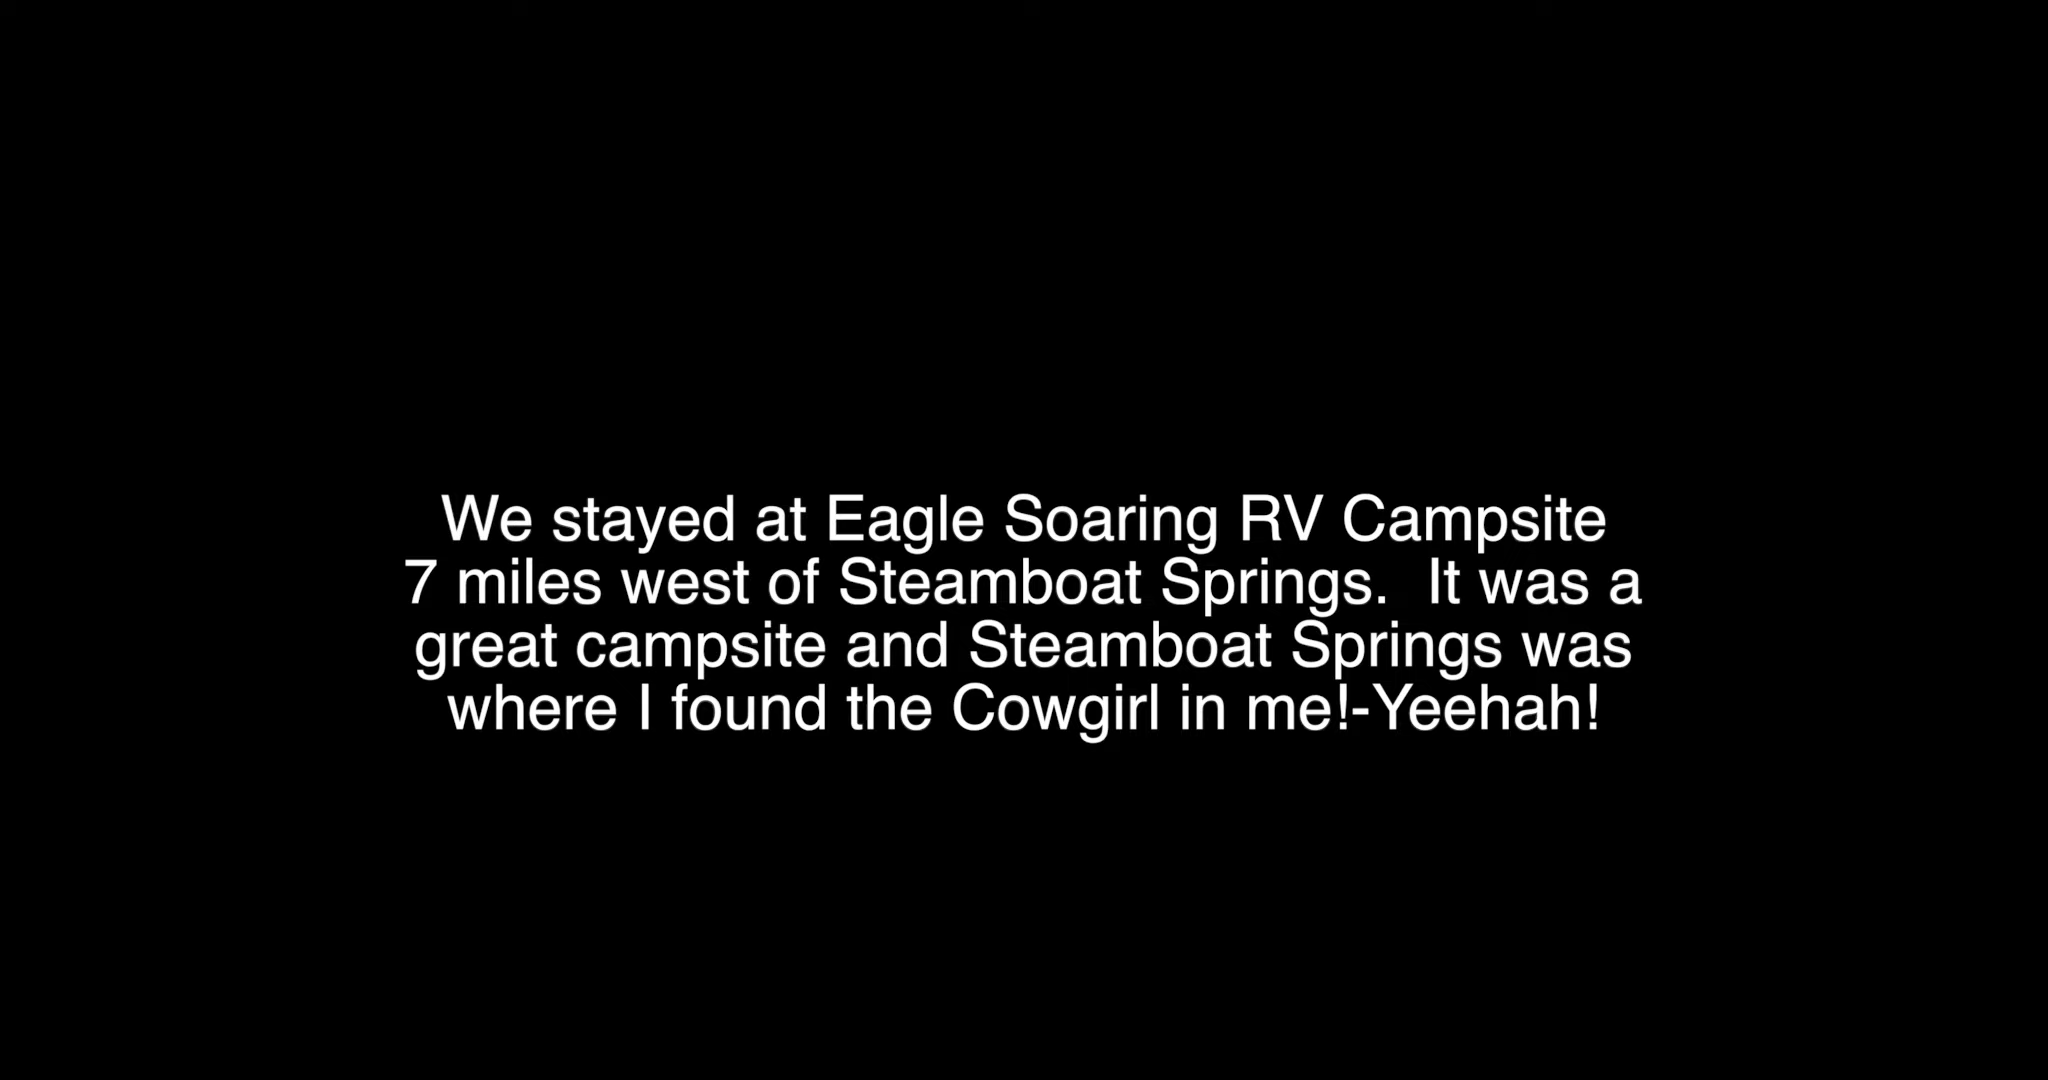 We stayed at Eagle Soaring RV Campsite
7 miles west of Steamboat Springs.  It was a
great campsite and Steamboat Springs was
where I found the Cowgirl in me!-Yeehah!